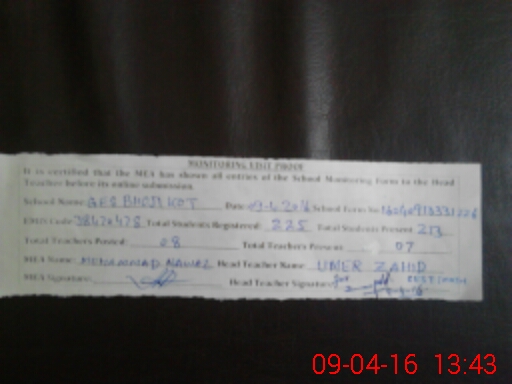 MONITORING VISIT PROOF
It is certified that the MEA has shown all entries of the School Monitoring Form to the Head
Teacher before its online submission.
School Name: GES BHOJI KOT Date School Form No
EMIS Code 38420428 Total Students Registered: 225 Total Students Present 213
Total Teachers Posted: 08 Total Teachers Present 07
MEA Name: MUHAMMAD NAWAZ Head Teacher Name: UMER ZAHID
MEA Signature: Head Teacher Signature
09-04-16 13:43